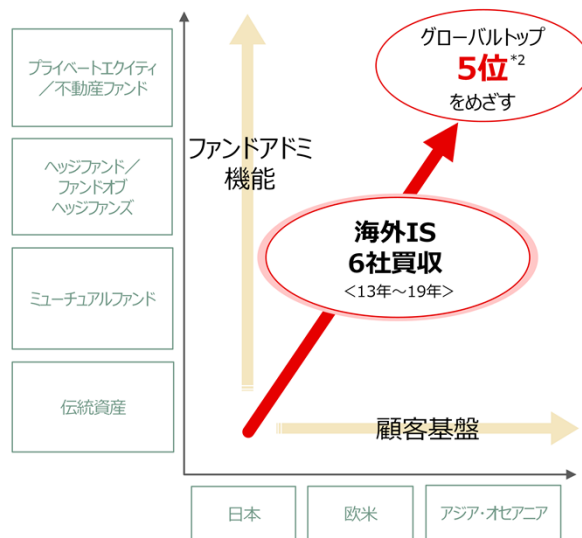 グローバルトップ
5位*2
をめざす
プライベートエクイティ
／不動産ファンド
ファンドアドミ
機能
ヘッジファンド／
ファンドオブ
ヘッジファンズ
海外IS
6社買収
＜13年～19年＞
ミューチュアルファンド
伝統資産
顧客基盤
日本
欧米
アジア・オセアニア